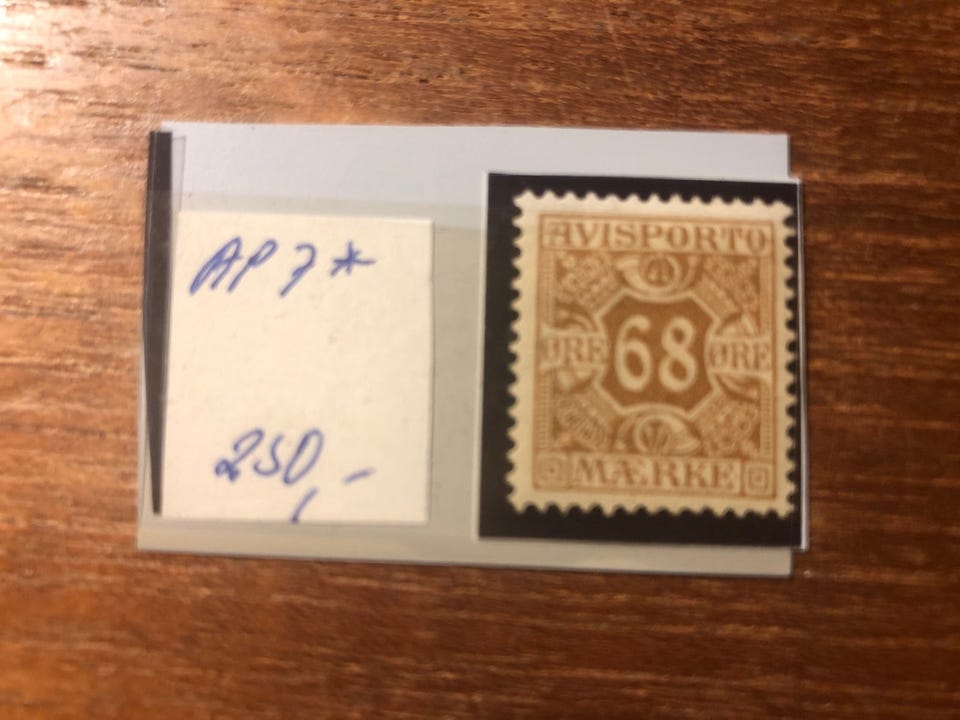 AP 7 *
250,-
AVISPORTO
ØRE 68 ØRE
MÆRKE